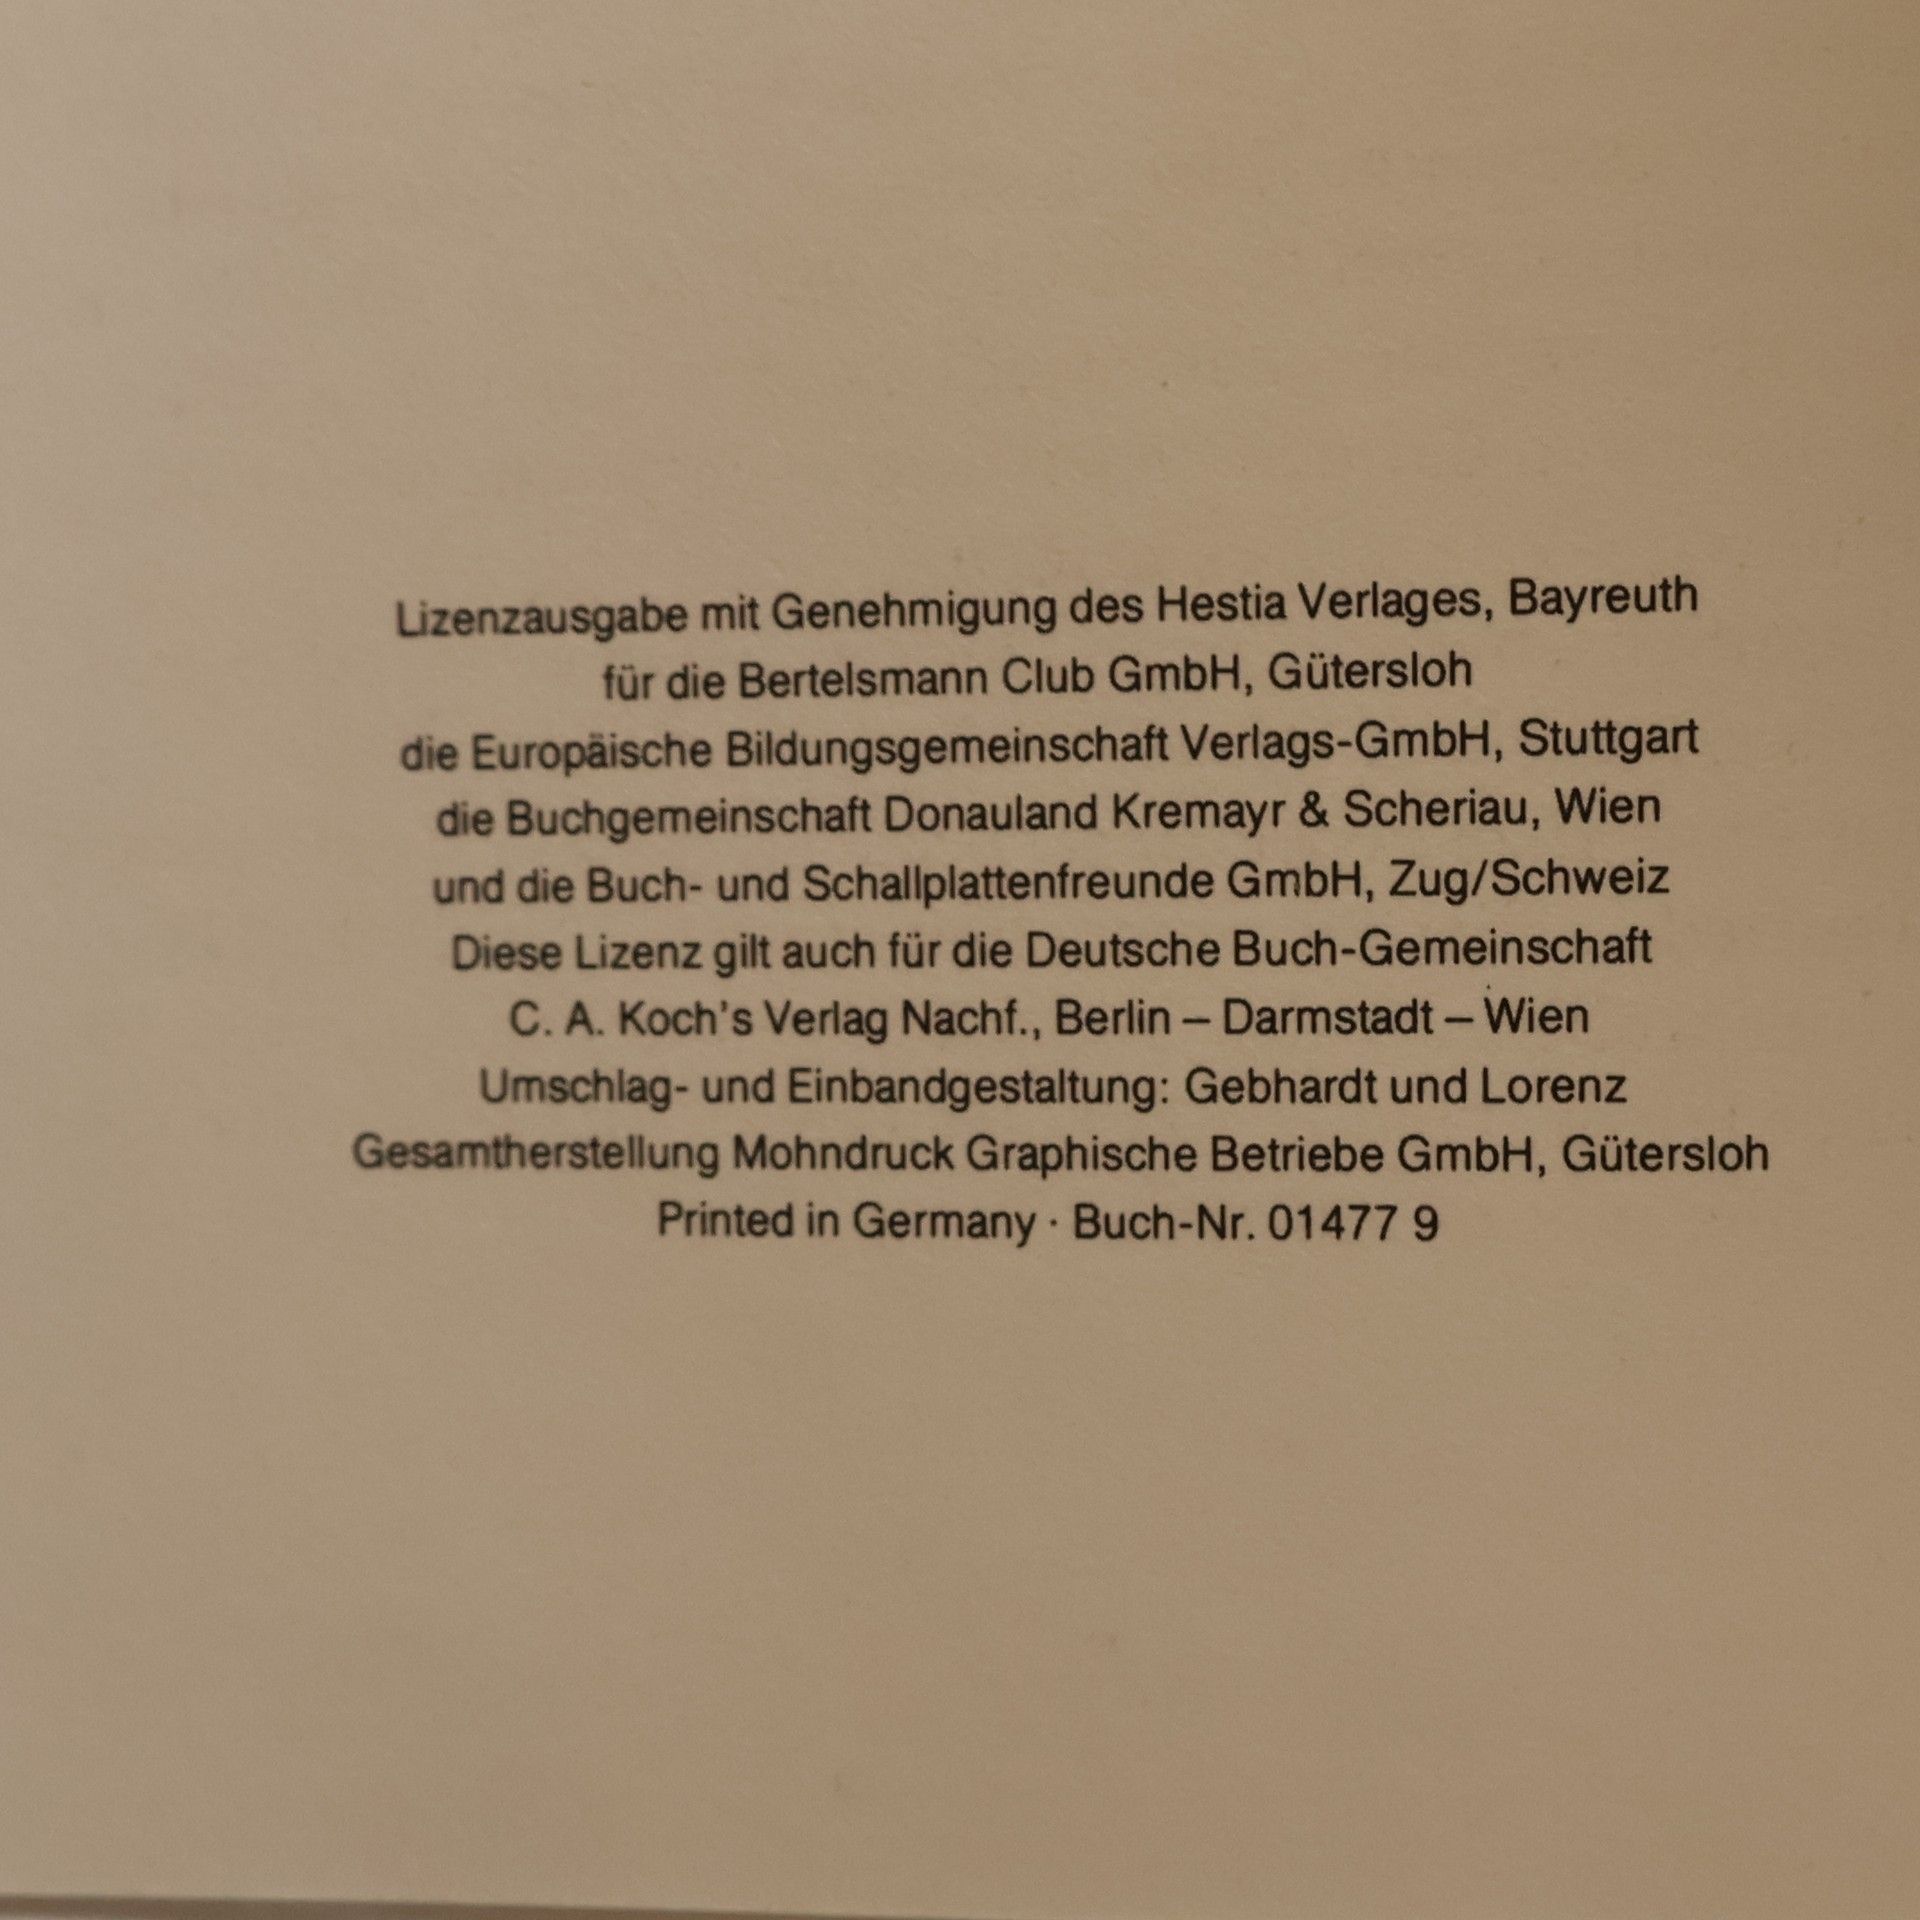 Lizenzausgabe mit Genehmigung des Hestia Verlages, Bayreuth
für die Bertelsmann Club GmbH, Gütersloh
die Europäische Bildungsgemeinschaft Verlags-GmbH, Stuttgart
die Buchgemeinschaft Donauland Kremayr & Scheriau, Wien
und die Buch- und Schallplattenfreunde GmbH, Zug/Schweiz
Diese Lizenz gilt auch für die Deutsche Buch-Gemeinschaft
C. A. Koch's Verlag Nachf., Berlin – Darmstadt – Wien
Umschlag- und Einbandgestaltung: Gebhardt und Lorenz
Gesamtherstellung Mohndruck Graphische Betriebe GmbH, Gütersloh
Printed in Germany · Buch-Nr. 01477 9